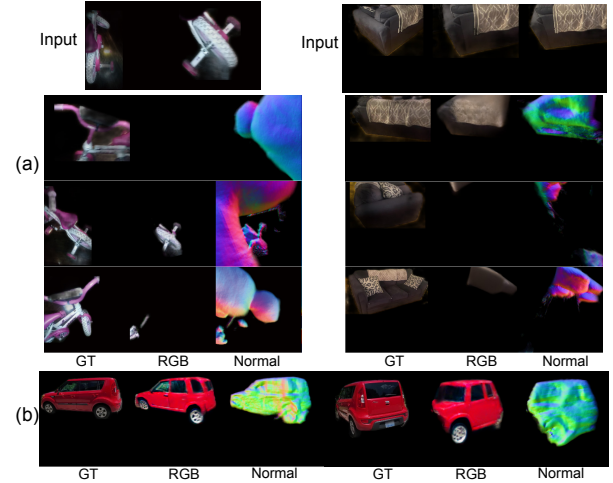 Input
Input
(a)
GT RGB Normal GT RGB Normal
(b)
GT RGB Normal GT RGB Normal